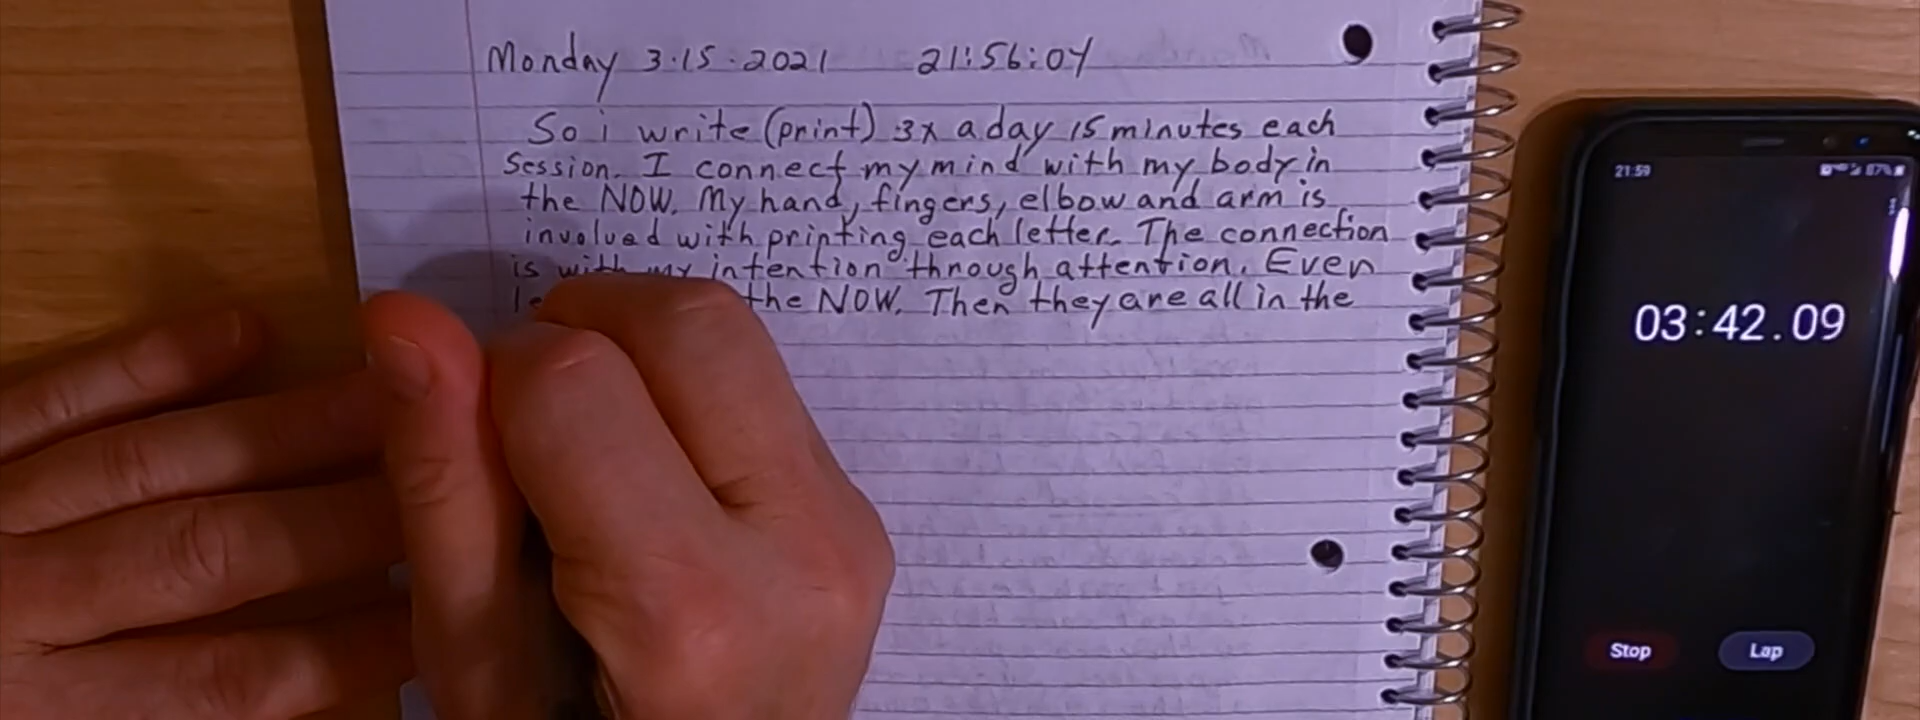 Monday 3.15.2021 21:56:04
So i write (print) 3x a day 15 minutes each
Session. I connect my mind with my body in
the NOW. My hand, fingers, elbow and arm is
involved with printing each letter. The connection
is with my intention through attention. Even
the NOW. Then they are all in the
21:59
87%
03:42.09
Stop
Lap